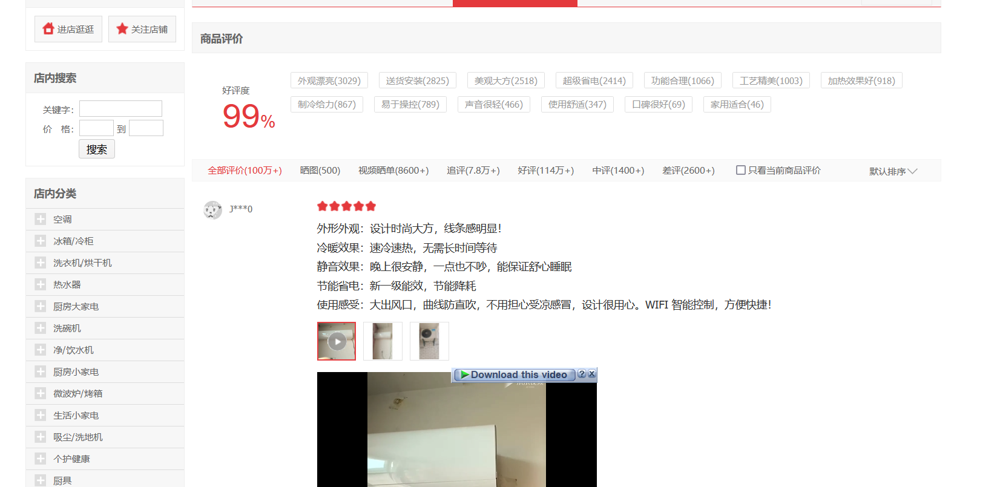 进店逛逛
关注店铺
店内搜索
关键字：
价 格：
到
搜索
店内分类
空调
冰箱/冷柜
洗衣机/烘干机
热水器
厨房大家电
洗碗机
净/饮水机
厨房小家电
微波炉/烤箱
生活小家电
吸尘/洗地机
个护健康
厨具
商品评价
好评度
99%
外观漂亮(3029) 送货安装(2825) 美观大方(2518) 超级省电(2414) 功能合理(1066) 工艺精美(1003) 加热效果好(918)
制冷给力(867) 易于操控(789) 声音很轻(466) 使用舒适(347) 口碑很好(69) 家用适合(46)
全部评价(100万+) 晒图(500) 视频晒单(8600+) 追评(7.8万+) 好评(114万+) 中评(1400+) 差评(2600+) 只看当前商品评价 默认排序
J***0
外形外观：设计时尚大方，线条感明显！
冷暖效果：速冷速热，无需长时间等待
静音效果：晚上很安静，一点也不吵，能保证舒心睡眠
节能省电：新一级能效，节能降耗
使用感受：大出风口，曲线防直吹，不用担心受凉感冒，设计很用心。WIFI 智能控制，方便快捷！
Download this video